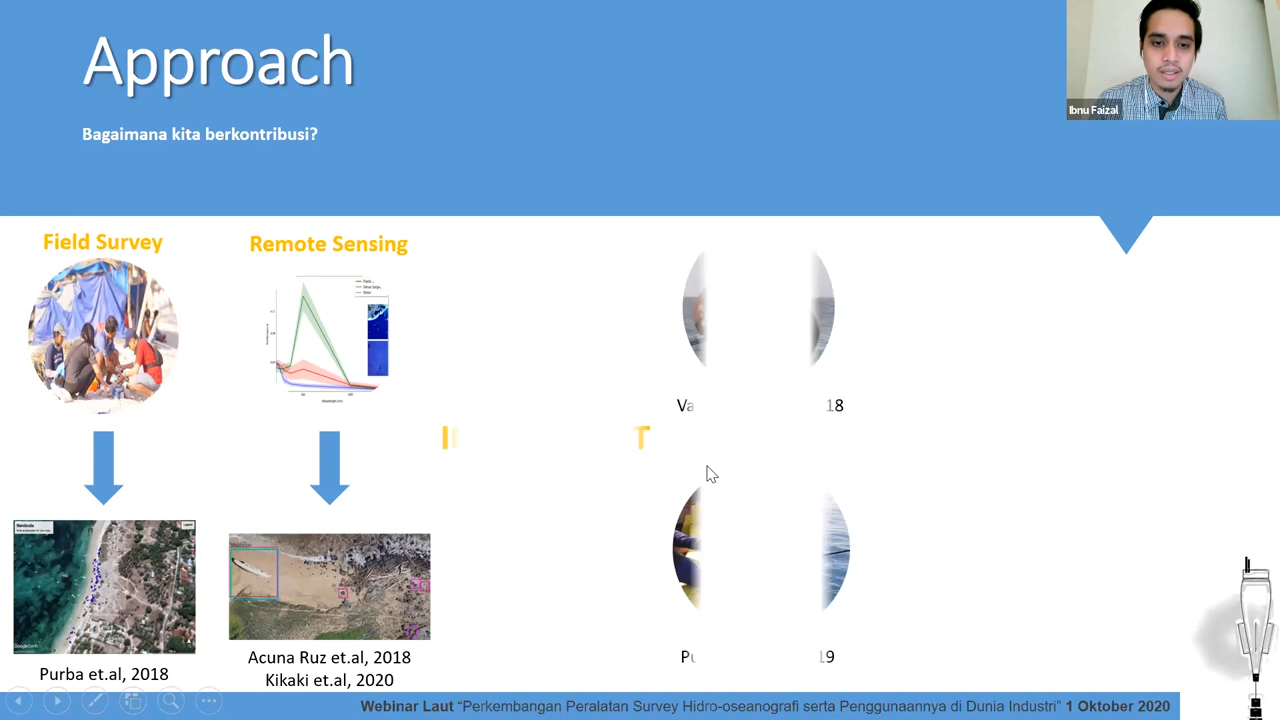 Approach
Bagaimana kita berkontribusi?
Ibnu Faizal
Field Survey
Remote Sensing
Purba et.al, 2018
Acuna Ruz et.al, 2018
Kikaki et.al, 2020
Va 18
T
19
Google Earth
Webinar Laut “Perkembangan Peralatan Survey Hidro-oseanografi serta Penggunaannya di Dunia Industri” 1 Oktober 2020